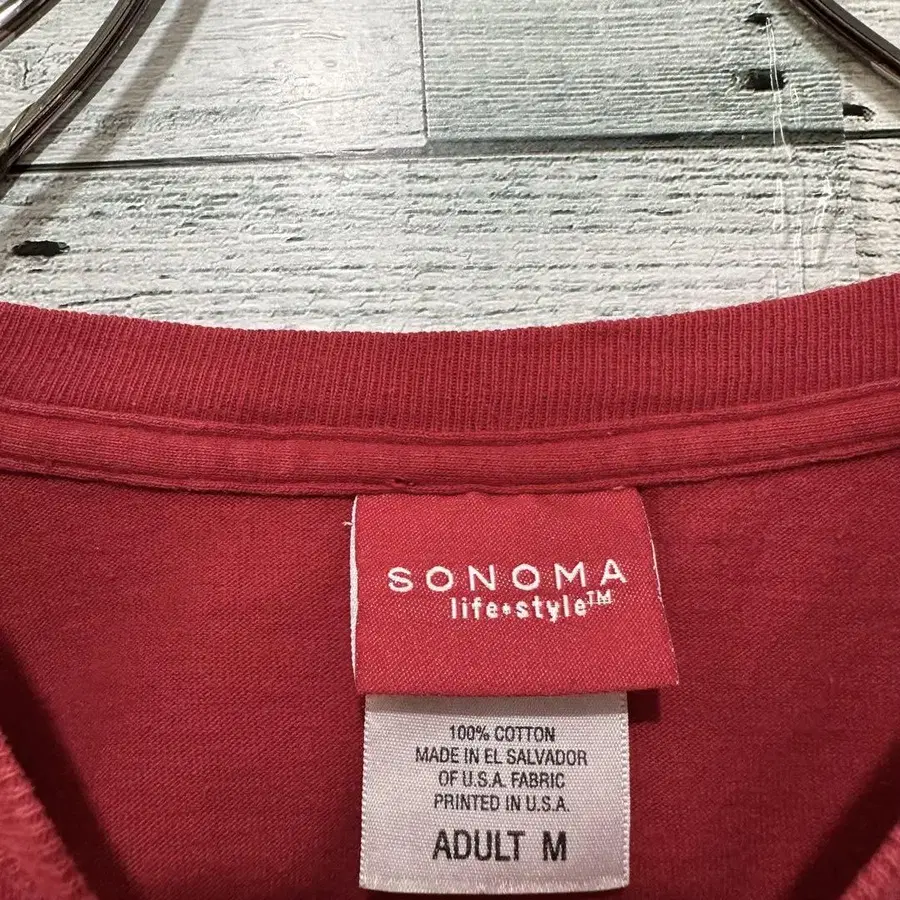 SONOMA
life•style™
100% COTTON
MADE IN EL SALVADOR
OF U.S.A. FABRIC
PRINTED IN U.S.A.
ADULT M